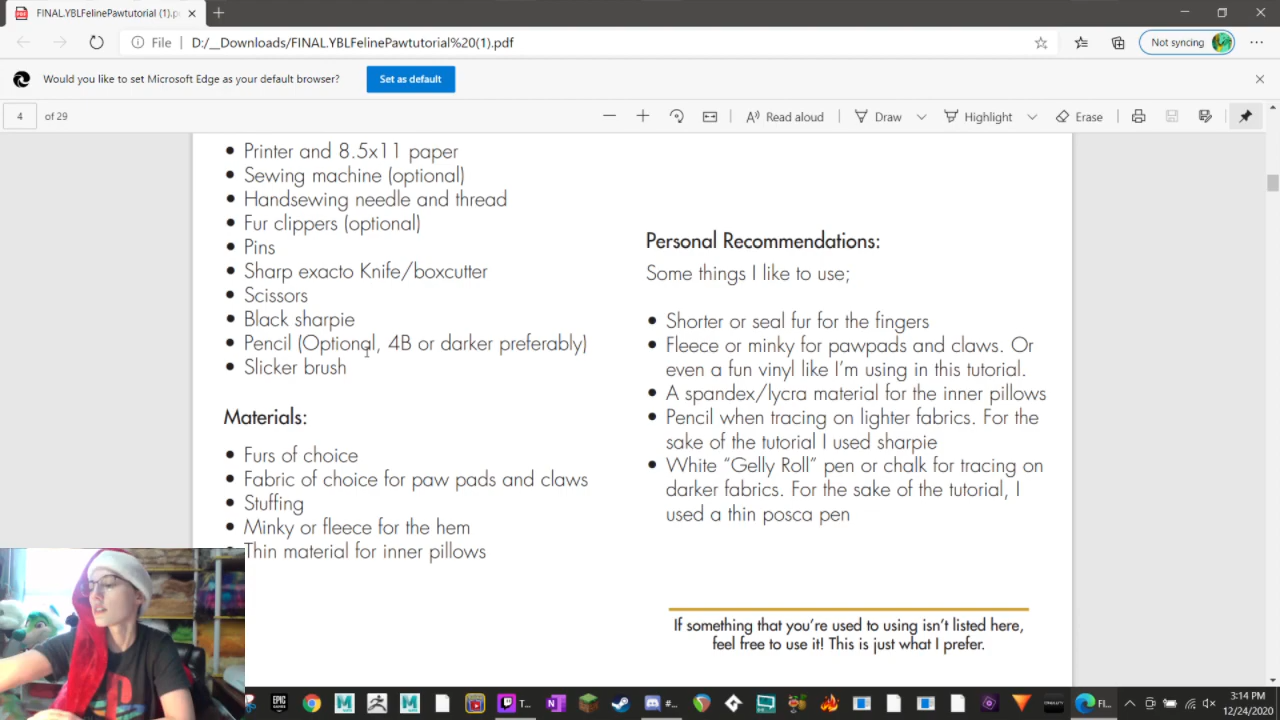 FINAL.YBLFelinePawtutorial (1).p
File
D:/__Downloads/FINAL.YBLFelinePawtutorial%20(1).pdf
Not syncing
Would you like to set Microsoft Edge as your default browser?
Set as default
4 of 29
Read aloud
Draw
Highlight
Erase
• Printer and 8.5x11 paper
• Sewing machine (optional)
• Handsewing needle and thread
• Fur clippers (optional)
• Pins
• Sharp exacto Knife/boxcutter
• Scissors
• Black sharpie
• Pencil (Optional, 4B or darker preferably)
• Slicker brush
Materials:
• Furs of choice
• Fabric of choice for paw pads and claws
• Stuffing
• Minky or fleece for the hem
• Thin material for inner pillows
Personal Recommendations:
Some things I like to use;
• Shorter or seal fur for the fingers
• Fleece or minky for pawpads and claws. Or
even a fun vinyl like I'm using in this tutorial.
• A spandex/lycra material for the inner pillows
• Pencil when tracing on lighter fabrics. For the
sake of the tutorial I used sharpie
• White "Gelly Roll" pen or chalk for tracing on
darker fabrics. For the sake of the tutorial, I
used a thin posca pen
If something that you're used to using isn't listed here,
feel free to use it! This is just what I prefer.
EPIC
GAMES
T...
#...
FI...
3:14 PM
12/24/2020